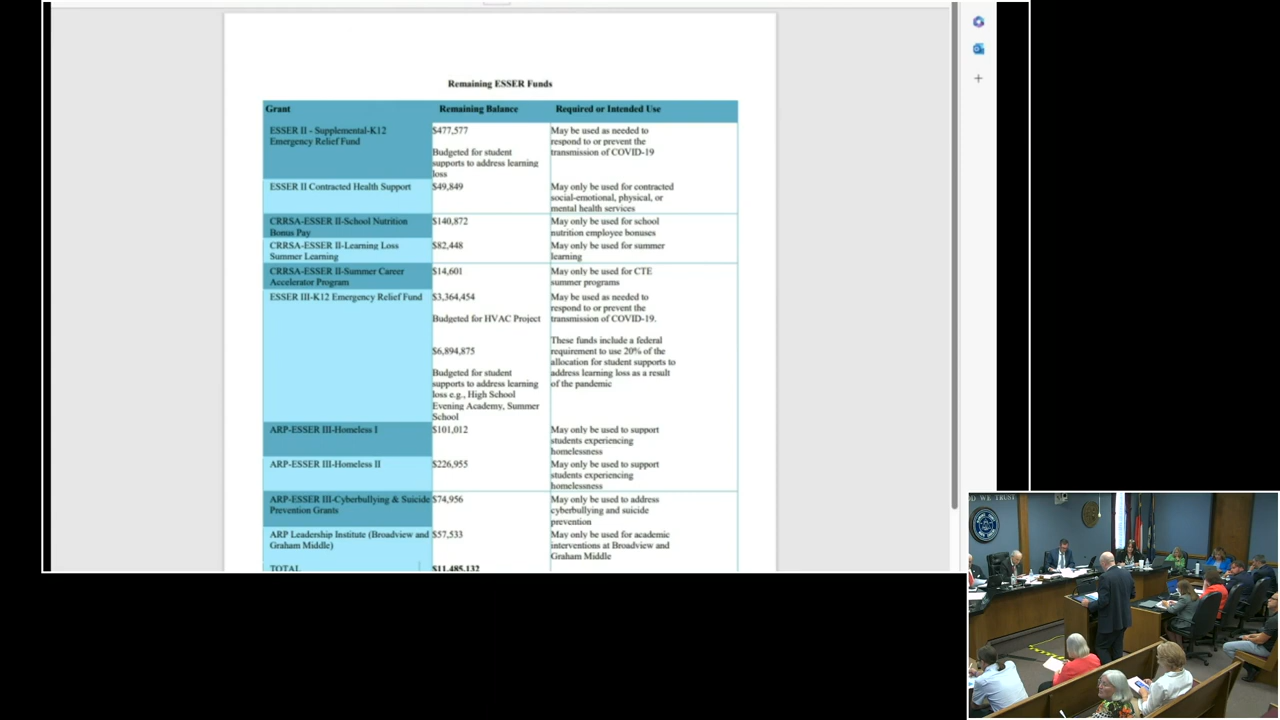 Remaining ESSER Funds
Grant Remaining Balance Required or Intended Use
ESSER II - Supplemental-K12
Emergency Relief Fund
$477,577
Budgeted for student
supports to address learning
loss
May be used as needed to
respond to or prevent the
transmission of COVID-19
ESSER II Contracted Health Support
$49,849
May only be used for contracted
social-emotional, physical, or
mental health services
CRRSA-ESSER II-School Nutrition
Bonus Pay
$140,872
May only be used for school
nutrition employee bonuses
CRRSA-ESSER II-Learning Loss
Summer Learning
$82,448
May only be used for summer
learning
CRRSA-ESSER II-Summer Career
Accelerator Program
$14,601
May only be used for CTE
summer programs
ESSER III-K12 Emergency Relief Fund
$3,364,454
Budgeted for HVAC Project
$6,894,875
Budgeted for student
supports to address learning
loss e.g., High School
Evening Academy, Summer
School
May be used as needed to
respond to or prevent the
transmission of COVID-19.
These funds include a federal
requirement to use 20% of the
allocation for student supports to
address learning loss as a result
of the pandemic
ARP-ESSER III-Homeless I
$101,012
May only be used to support
students experiencing
homelessness
ARP-ESSER III-Homeless II
$226,955
May only be used to support
students experiencing
homelessness
ARP-ESSER III-Cyberbullying & Suicide
Prevention Grants
$74,956
May only be used to address
cyberbullying and suicide
prevention
ARP Leadership Institute (Broadview and
Graham Middle)
$57,533
May only be used for academic
interventions at Broadview and
Graham Middle
TOTAL
$11,485,132
WE TRUST